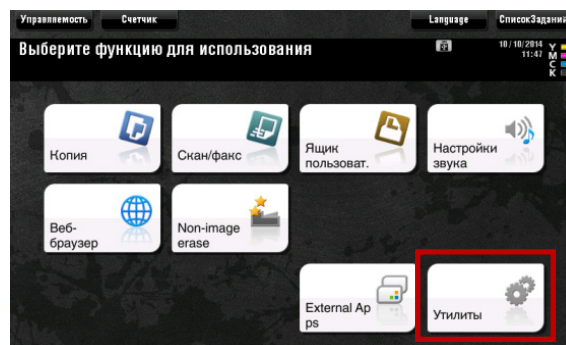 Управляемость Счетчик Language СписокЗаданий
Выберите функцию для использования
10/10/2014
11:47
Y
M
C
K
Копия
Скан/факс
Ящик
пользоват.
Настройки
звука
Веб-
браузер
Non-image
erase
External Ap
ps
Утилиты